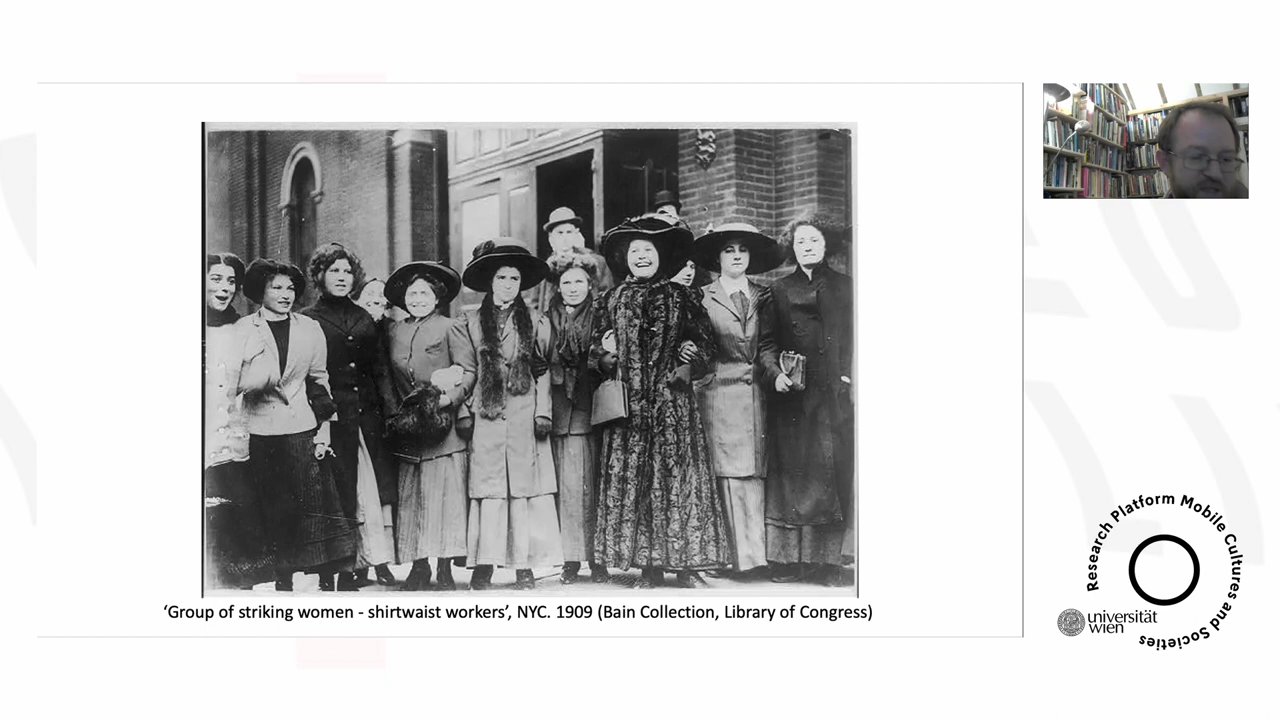 'Group of striking women - shirtwaist workers', NYC. 1909 (Bain Collection, Library of Congress)
Research Platform Mobile Cultures and Societies
universität
wien